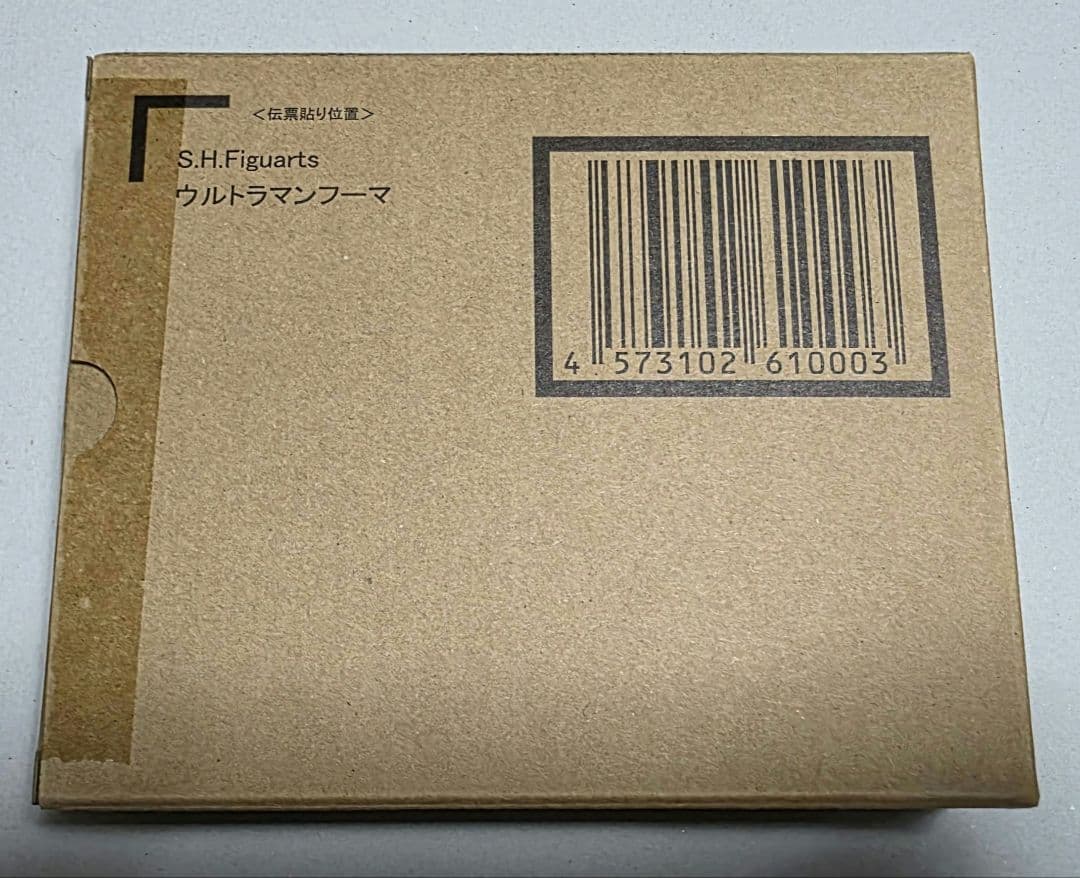 ＜伝票貼り位置＞
S.H.Figuarts
ウルトラマンフーマ
4 573102 610003